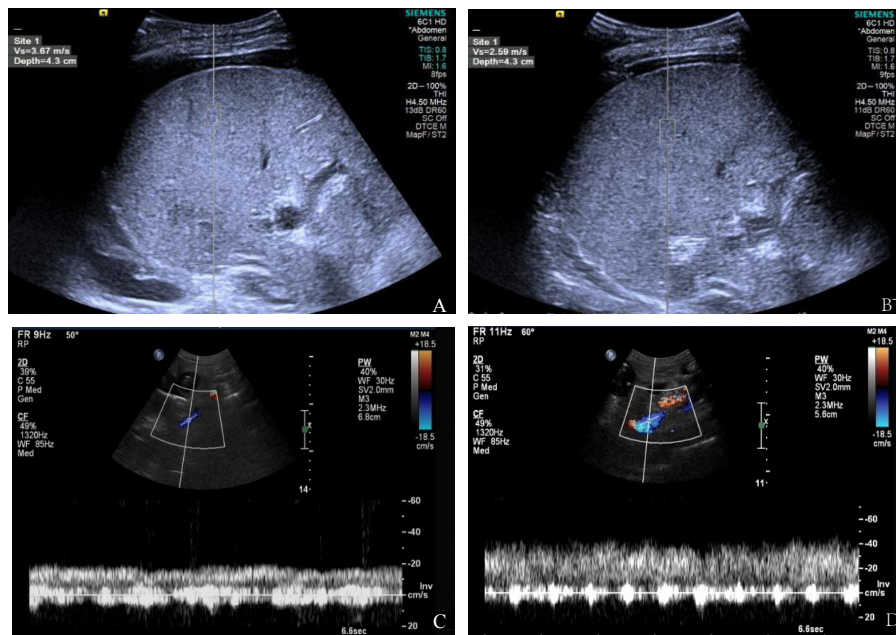 SIEMENS
6C1 HD
*Abdomen
General
TIS: 0.8
TIB: 1.7
MI: 1.6
8fps
2D--100%
THI
H4.50 MHz
13dB DR60
SC Off
DTCE M
MapF/ST2
Site 1
Vs=3.67 m/s
Depth=4.3 cm
A
SIEMENS
6C1 HD
*Abdomen
General
TIS: 0.8
TIB: 1.7
MI: 1.6
9fps
2D--100%
THI
H4.50 MHz
11dB DR60
SC Off
DTCE M
MapF/ST2
Site 1
Vs=2.59 m/s
Depth=4.3 cm
B
FR 9Hz 50°
RP
2D
39%
C 55
P Med
Gen
CF
49%
1320Hz
WF 85Hz
Med
PW
40%
WF 30Hz
SV2.0mm
M3
2.3MHz
6.8cm
M2 M4
+18.5
-18.5
cm/s
x
14
-60
-40
-20
Inv
cm/s
20
6.6sec
C
FR 11Hz 60°
RP
2D
31%
C 55
P Med
Gen
CF
49%
1320Hz
WF 85Hz
Med
PW
40%
WF 30Hz
SV2.0mm
M3
2.3MHz
5.6cm
M2 M4
+18.5
-18.5
cm/s
x
11
-60
-40
-20
Inv
cm/s
20
6.6sec
D